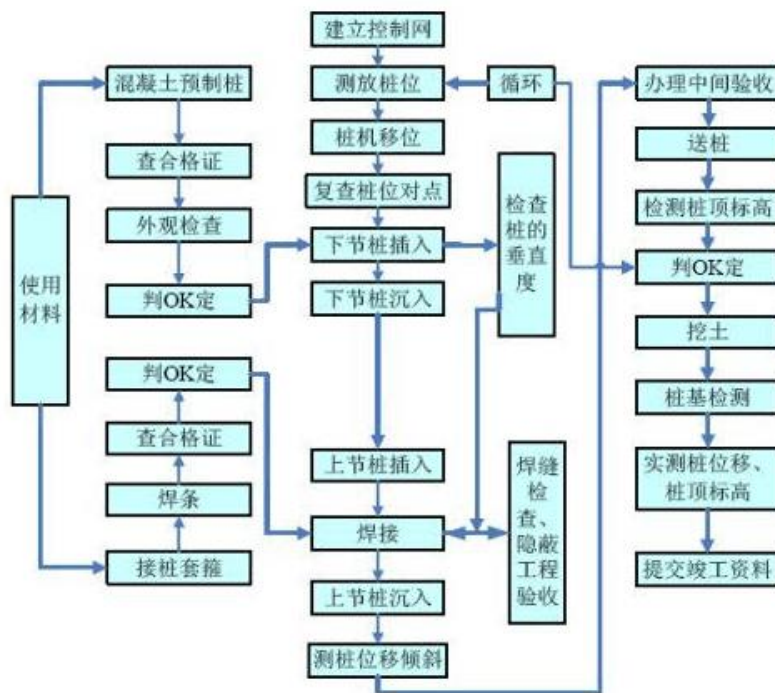 建立控制网
混凝土预制桩
测放桩位
循环
办理中间验收
桩机移位
送桩
查合格证
复查桩位对点
检查
桩的
垂直
度
检测桩顶标高
外观检查
下节桩插入
判OK定
使用
材料
判OK定
下节桩沉入
挖土
判OK定
桩基检测
查合格证
上节桩插入
焊缝
检
查、
隐蔽
工程
验收
实测桩位移、
桩顶标高
焊条
焊接
接桩套箍
提交竣工资料
上节桩沉入
测桩位移倾斜